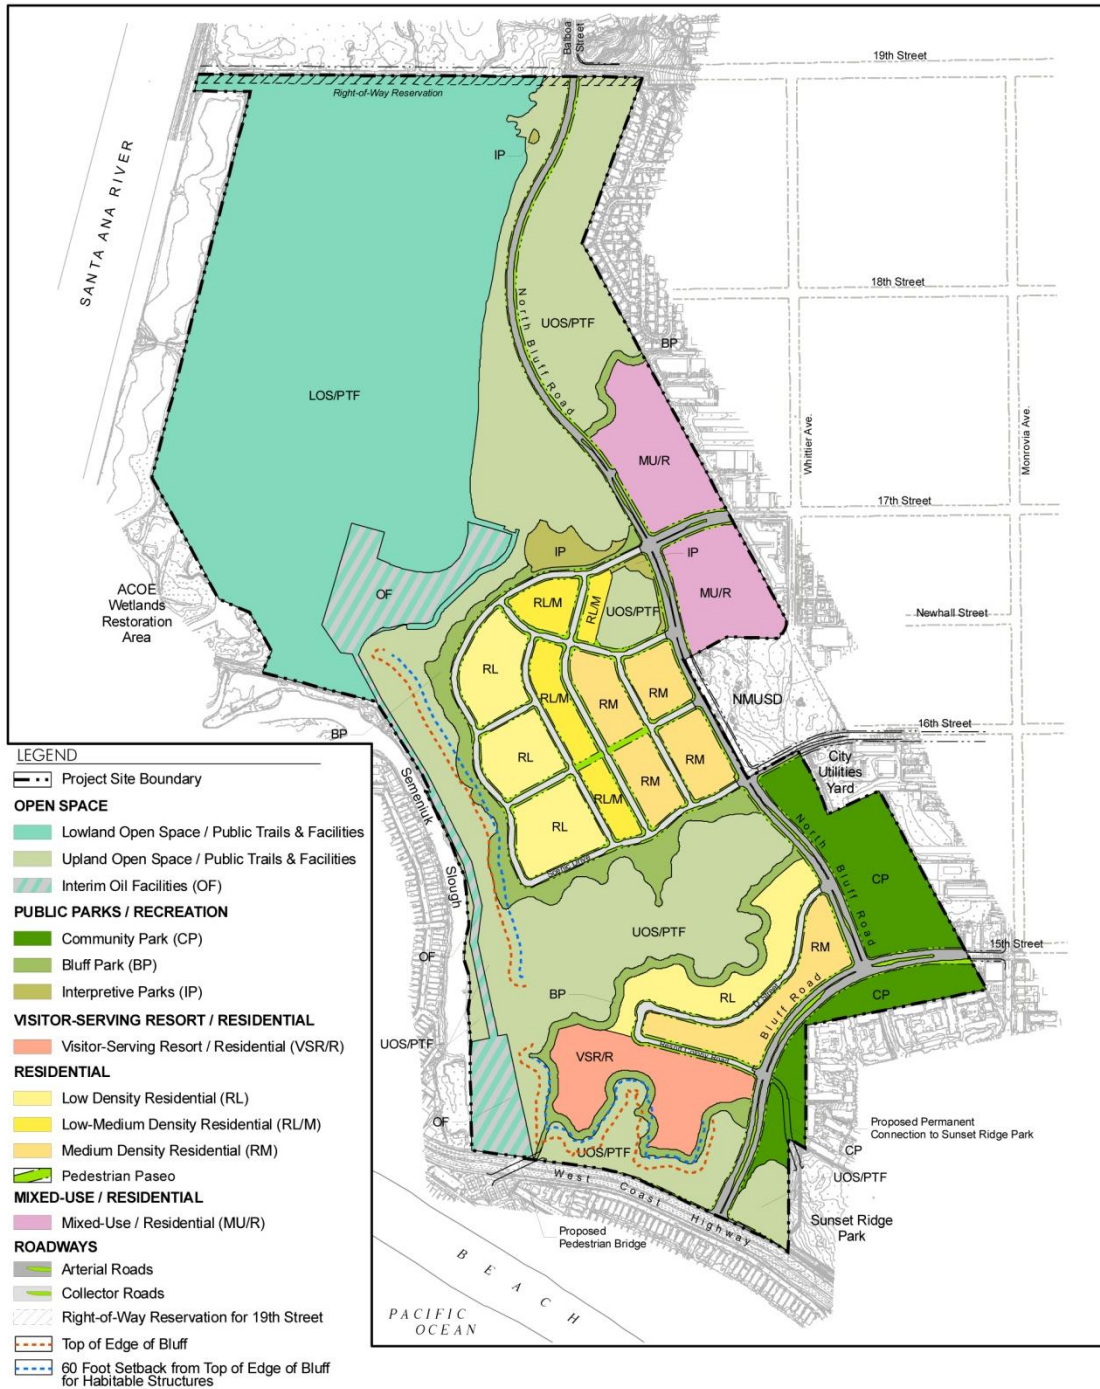 Balboa
Street
19th Street
Right-of-Way Reservation
IP
SANTA ANA RIVER
18th Street
North Bluff Road
UOS/PTF
BP
LOS/PTF
Whittier Ave.
Monrovia Ave.
MU/R
17th Street
IP
IP
OF
ACOE
Wetlands
Restoration
Area
RL/M
RL/M
UOS/PTF
MU/R
Newhall Street
RL
RL/M
RM
RM
NMUSD
16th Street
BP
RL
RM
RM
City
Utilities
Yard
RL/M
RL
Semeniuk
Slough
Scenic Drive
North Bluff Road
CP
UOS/PTF
RM
15th Street
OF
BP
RL
Bluff Road
CP
UOS/PTF
VSR/R
OF
Proposed Permanent
Connection to Sunset Ridge Park
UOS/PTF
CP
UOS/PTF
West Coast Highway
Sunset Ridge
Park
Proposed
Pedestrian Bridge
BEACH
PACIFIC
OCEAN
LEGEND
Project Site Boundary
OPEN SPACE
Lowland Open Space / Public Trails & Facilities
Upland Open Space / Public Trails & Facilities
Interim Oil Facilities (OF)
PUBLIC PARKS / RECREATION
Community Park (CP)
Bluff Park (BP)
Interpretive Parks (IP)
VISITOR-SERVING RESORT / RESIDENTIAL
Visitor-Serving Resort / Residential (VSR/R)
RESIDENTIAL
Low Density Residential (RL)
Low-Medium Density Residential (RL/M)
Medium Density Residential (RM)
Pedestrian Paseo
MIXED-USE / RESIDENTIAL
Mixed-Use / Residential (MU/R)
ROADWAYS
Arterial Roads
Collector Roads
Right-of-Way Reservation for 19th Street
Top of Edge of Bluff
60 Foot Setback from Top of Edge of Bluff
for Habitable Structures